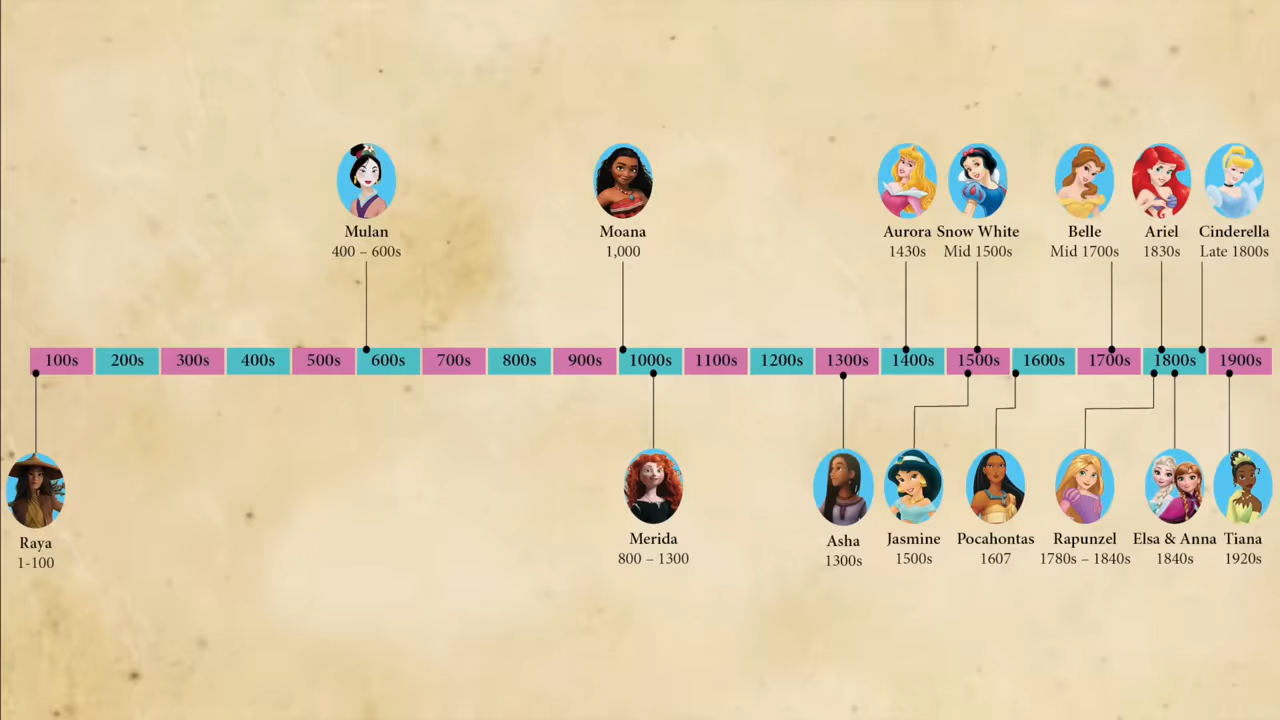 Mulan
400 – 600s
Moana
1,000
Aurora
1430s
Snow White
Mid 1500s
Belle
Mid 1700s
Ariel
1830s
Cinderella
Late 1800s
100s 200s 300s 400s 500s 600s 700s 800s 900s 1000s 1100s 1200s 1300s 1400s 1500s 1600s 1700s 1800s 1900s
Raya
1-100
Merida
800 – 1300
Asha
1300s
Jasmine
1500s
Pocahontas
1607
Rapunzel
1780s – 1840s
Elsa & Anna
1840s
Tiana
1920s